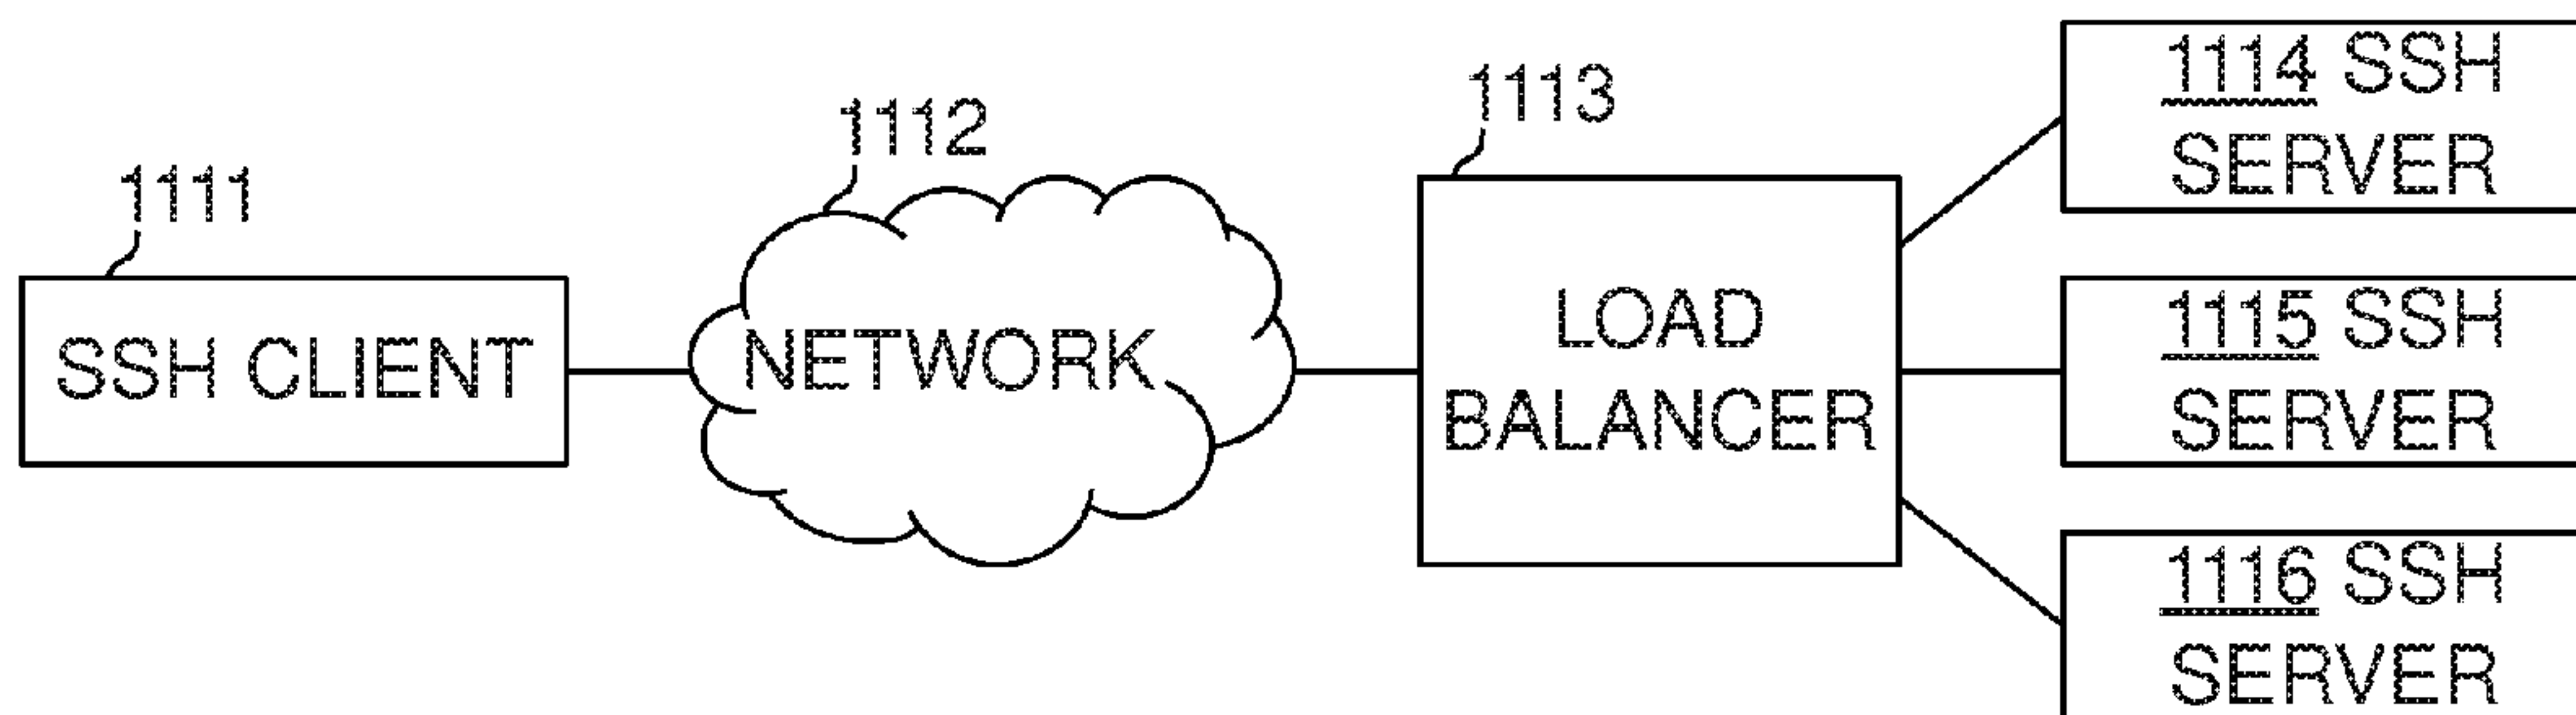 1111
SSH CLIENT
1112
NETWORK
1113
LOAD
BALANCER
1114 SSH
SERVER
1115 SSH
SERVER
1116 SSH
SERVER